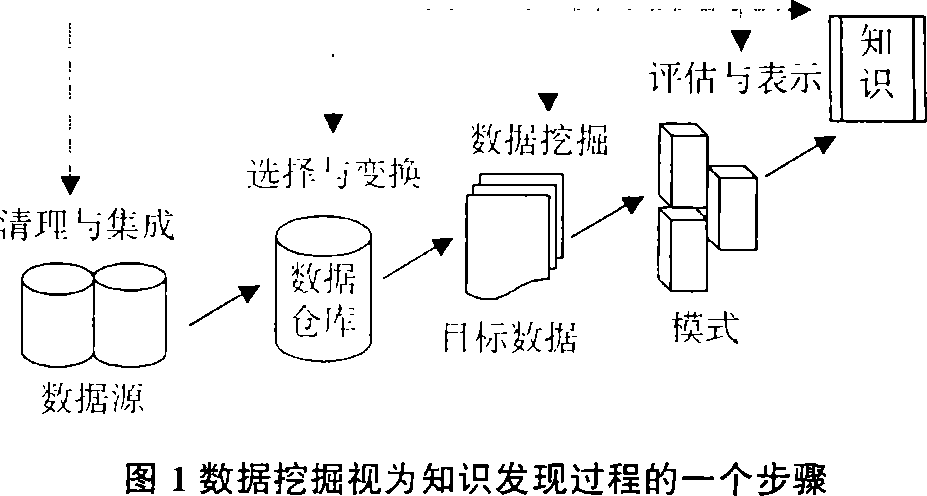 知
识
评估与表示
数据挖掘
选择与变换
清理与集成
数据
仓库
模式
目标数据
数据源
图 1 数据挖掘视为知识发现过程的一个步骤